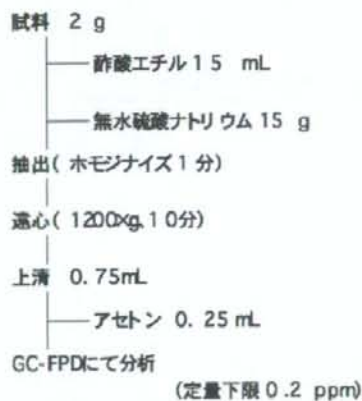 試料 2 g
酢酸エチル 15 mL
無水硫酸ナトリウム 15 g
抽出( ホモジナイズ1分)
遠心( 1200xg,10分)
上清 0.75mL
アセトン 0.25 mL
GC-FPDにて分析
(定量下限0.2 ppm)